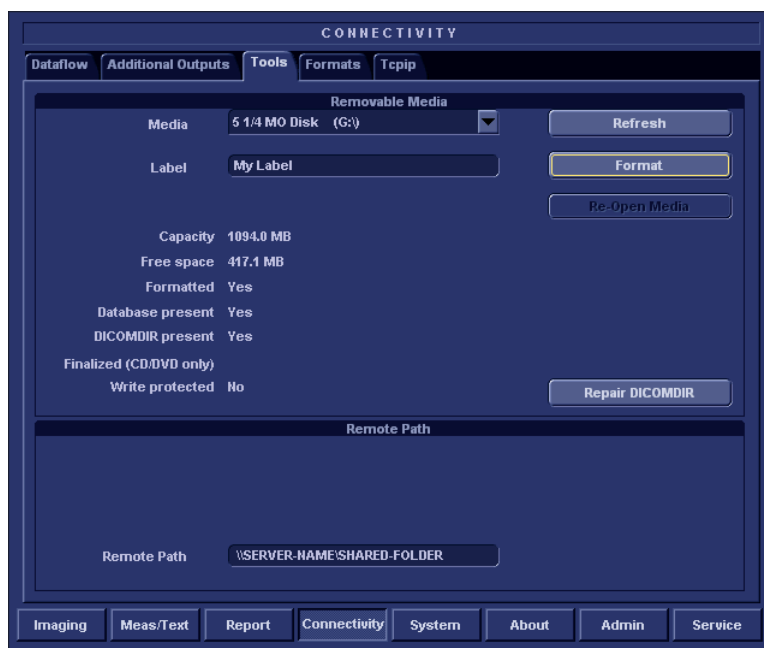 CONNECTIVITY
Dataflow Additional Outputs Tools Formats Tcpip
Removable Media
Media 5 1/4 MO Disk (G:\) Refresh
Label My Label Format
Re-Open Media
Capacity 1094.0 MB
Free space 417.1 MB
Formatted Yes
Database present Yes
DICOMDIR present Yes
Finalized (CD/DVD only)
Write protected No Repair DICOMDIR
Remote Path
Remote Path \\SERVER-NAME\SHARED-FOLDER
Imaging Meas/Text Report Connectivity System About Admin Service